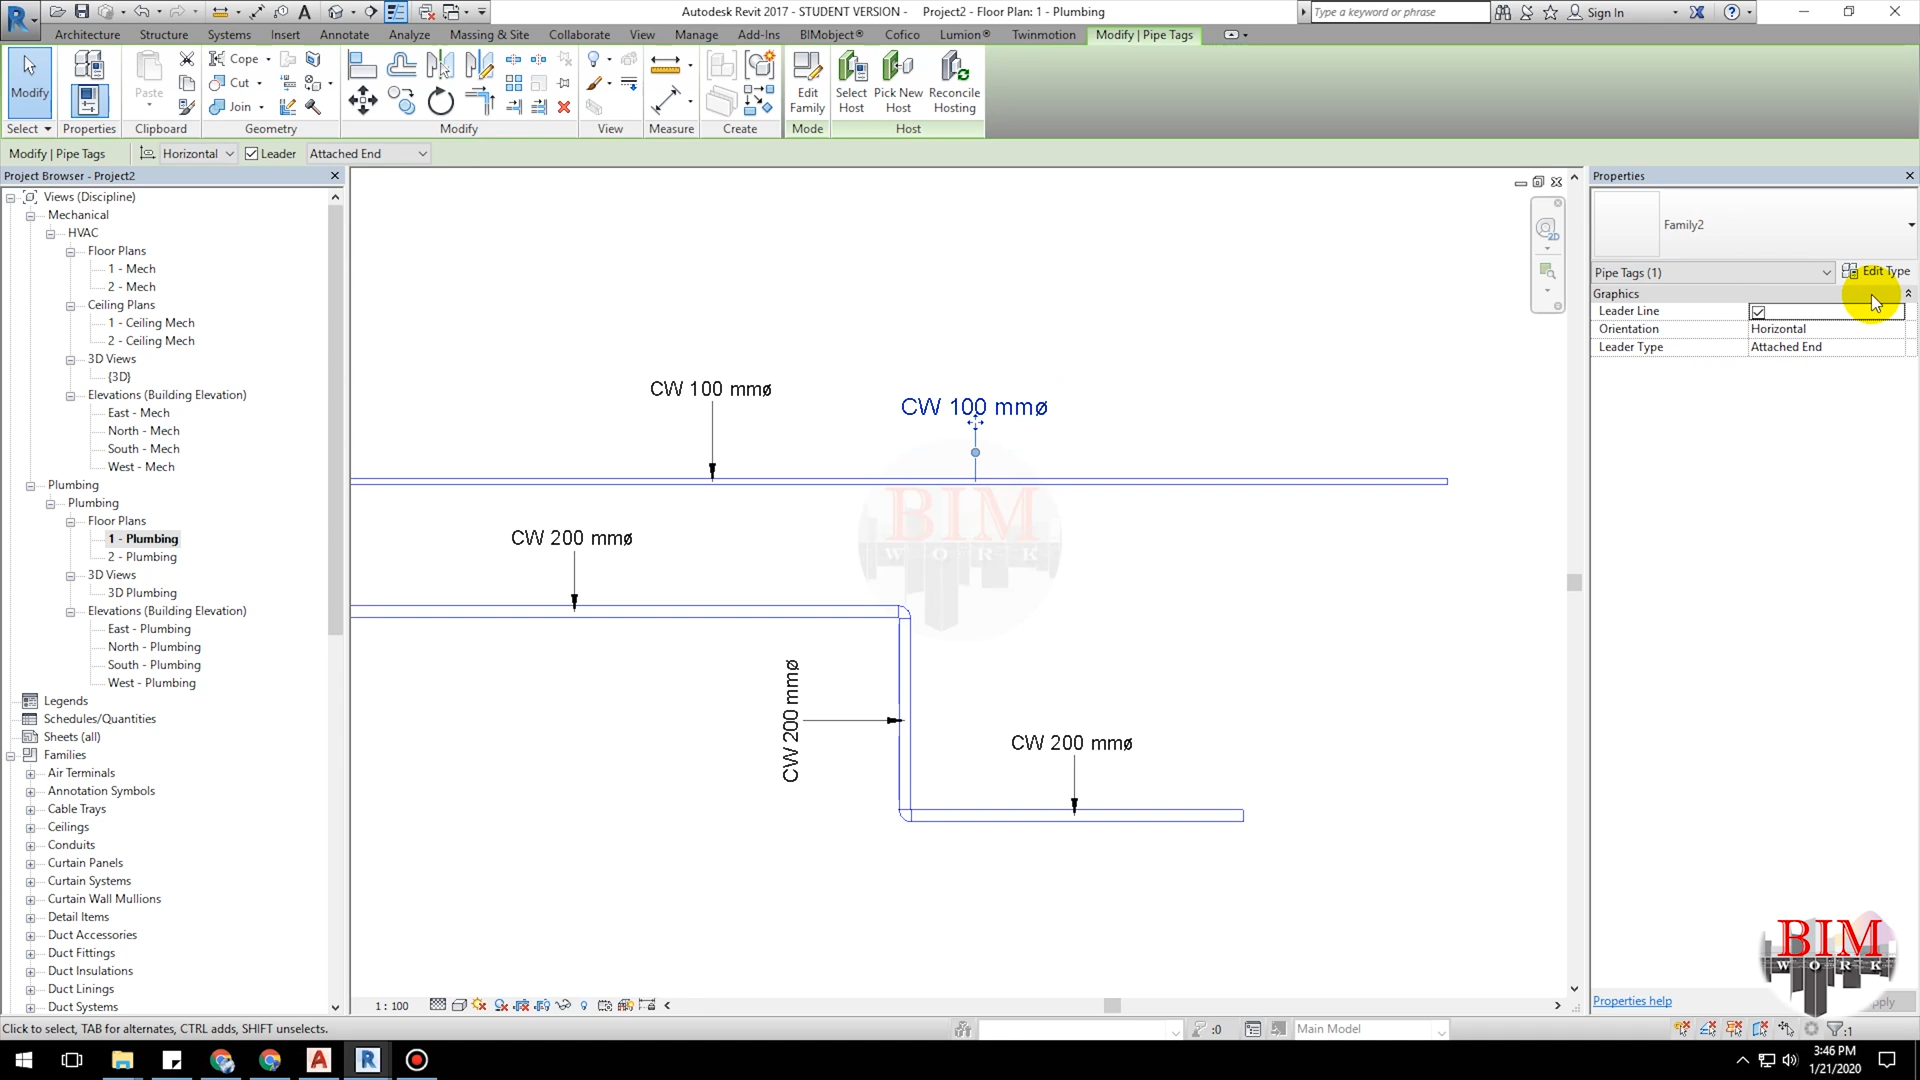 Autodesk Revit 2017 - STUDENT VERSION - Project2 - Floor Plan: 1 - Plumbing
Type a keyword or phrase
Sign In
Architecture Structure Systems Insert Annotate Analyze Massing & Site Collaborate View Manage Add-Ins BIMobject® Cofico Lumion® Twinmotion Modify | Pipe Tags
Modify
Paste
Cope
Cut
Join
Edit Family
Select Host
Pick New Host
Reconcile Hosting
Select Properties Clipboard Geometry Modify View Measure Create Mode Host
Modify | Pipe Tags Horizontal Leader Attached End
Project Browser - Project2
Views (Discipline)
Mechanical
HVAC
Floor Plans
1 - Mech
2 - Mech
Ceiling Plans
1 - Ceiling Mech
2 - Ceiling Mech
3D Views
{3D}
Elevations (Building Elevation)
East - Mech
North - Mech
South - Mech
West - Mech
Plumbing
Plumbing
Floor Plans
1 - Plumbing
2 - Plumbing
3D Views
3D Plumbing
Elevations (Building Elevation)
East - Plumbing
North - Plumbing
South - Plumbing
West - Plumbing
Legends
Schedules/Quantities
Sheets (all)
Families
Air Terminals
Annotation Symbols
Cable Trays
Ceilings
Conduits
Curtain Panels
Curtain Systems
Curtain Wall Mullions
Detail Items
Duct Accessories
Duct Fittings
Duct Insulations
Duct Linings
Duct Systems
2D
CW 100 mmø
CW 100 mmø
CW 200 mmø
CW 200 mmø
CW 200 mmø
BIM
WORK
1 : 100
Properties
Family2
Pipe Tags (1)
Edit Type
Graphics
Leader Line
Orientation Horizontal
Leader Type Attached End
BIM
WORK
Properties help
Click to select, TAB for alternates, CTRL adds, SHIFT unselects.
:0
Main Model
:1
3:46 PM
1/21/2020